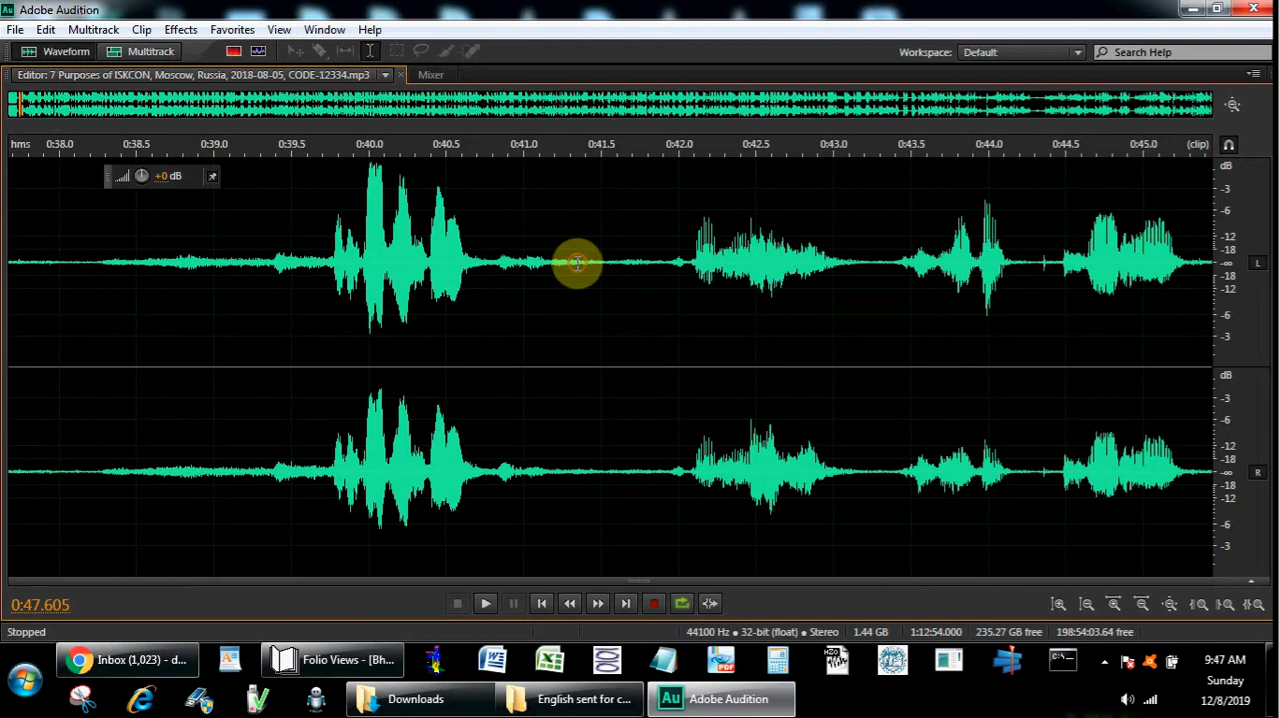 Au Adobe Audition
File Edit Multitrack Clip Effects Favorites View Window Help
Waveform Multitrack Workspace: Default Search Help
Editor: 7 Purposes of ISKCON, Moscow, Russia, 2018-08-05, CODE-12334.mp3 Mixer
hms 0:38.0 0:38.5 0:39.0 0:39.5 0:40.0 0:40.5 0:41.0 0:41.5 0:42.0 0:42.5 0:43.0 0:43.5 0:44.0 0:44.5 0:45.0 (clip)
dB
+0 dB
-3
-6
-12
-18
-∞ L
-18
-12
-6
-3
dB
-3
-6
-12
-18
-∞ R
-18
-12
-6
-3
0:47.605
Stopped 44100 Hz ● 32-bit (float) ● Stereo 1.44 GB 1:12:54.000 235.27 GB free 198:54:03.64 free
Inbox (1,023) - d... Folio Views - [Bh... 9:47 AM
Sunday
Downloads English sent for c... Au Adobe Audition 12/8/2019